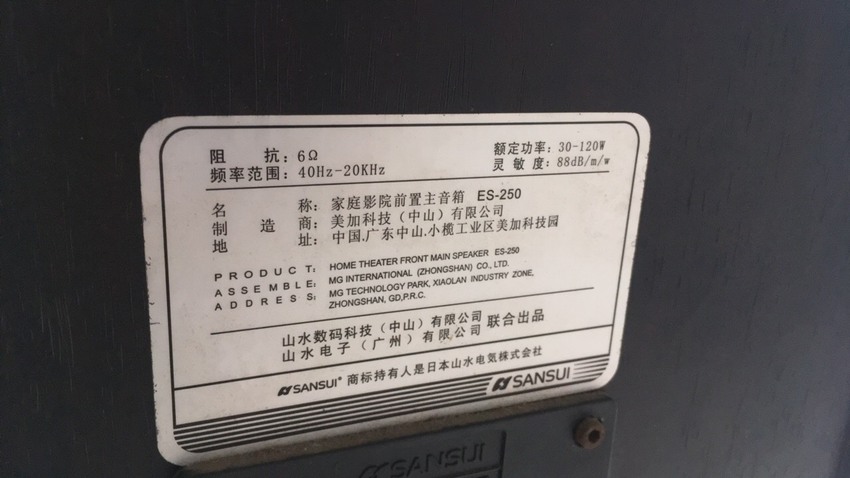 阻 抗：6Ω 额定功率：30-120W
频率范围：40Hz-20KHz 灵敏度：88dB/m/w
名 称：家庭影院前置主音箱 ES-250
制 造 商：美加科技（中山）有限公司
地 址：中国.广东中山.小榄工业区美加科技园
PRODUCT: HOME THEATER FRONT MAIN SPEAKER ES-250
ASSEMBLE: MG INTERNATIONAL (ZHONGSHAN) CO., LTD.
ADDRESS: MG TECHNOLOGY PARK, XIAOLAN INDUSTRY ZONE,
ZHONGSHAN, GD,P.R.C.
山水数码科技（中山）有限公司 联合出品
山水电子（广州）有限公司
SANSUI® 商标持有人是日本山水电気株式会社
SANSUI
SANSUI